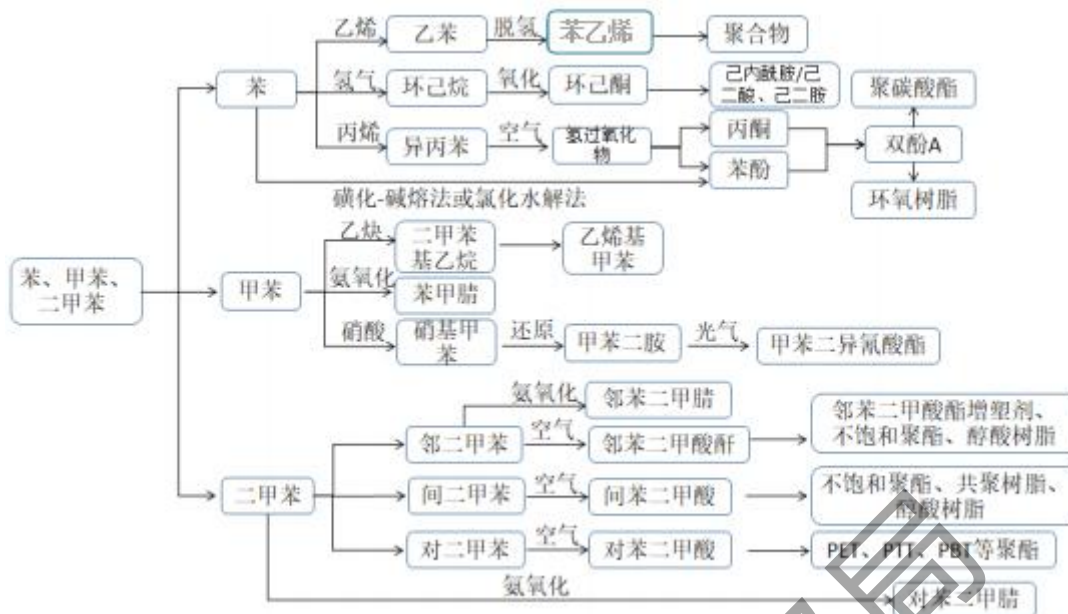 乙烯
乙苯
脱氢
苯乙烯
聚合物
苯
氢气
环己烷
氧化
环己酮
己内酰胺/己
二酸、己二胺
聚碳酸酯
丙烯
异丙苯
空气
氢过氧化
物
丙酮
苯酚
双酚A
环氧树脂
磺化-碱熔法或氯化水解法
苯、甲苯、
二甲苯
甲苯
乙炔
二甲苯
基乙烷
乙烯基
甲苯
氨氧化
苯甲腈
硝酸
硝基甲
苯
还原
甲苯二胺
光气
甲苯二异氰酸酯
二甲苯
邻二甲苯
氨氧化
邻苯二甲腈
空气
邻苯二甲酸酐
邻苯二甲酸酯增塑剂、
不饱和聚酯、醇酸树脂
间二甲苯
空气
间苯二甲酸
不饱和聚酯、共聚树脂、
醇酸树脂
对二甲苯
空气
对苯二甲酸
PET、PTT、PBT等聚酯
氨氧化
对苯二甲腈